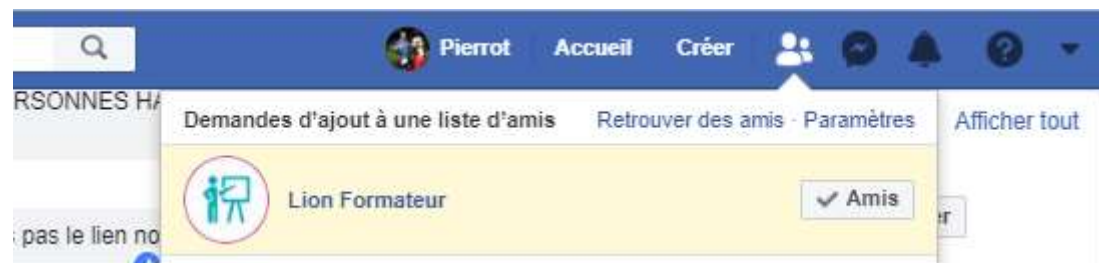 Pierrot Accueil Créer
RSONNES HA
Demandes d'ajout à une liste d'amis Retrouver des amis · Paramètres Afficher tout
Lion Formateur ✓ Amis
er
s pas le lien no